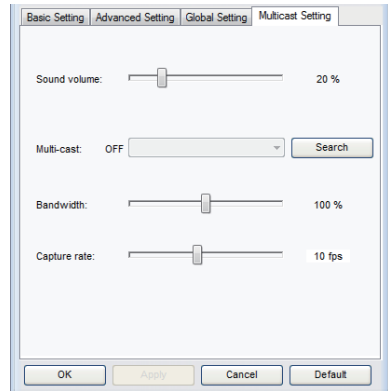 Basic Setting Advanced Setting Global Setting Multicast Setting
Sound volume: 20 %
Multi-cast: OFF Search
Bandwidth: 100 %
Capture rate: 10 fps
OK Apply Cancel Default